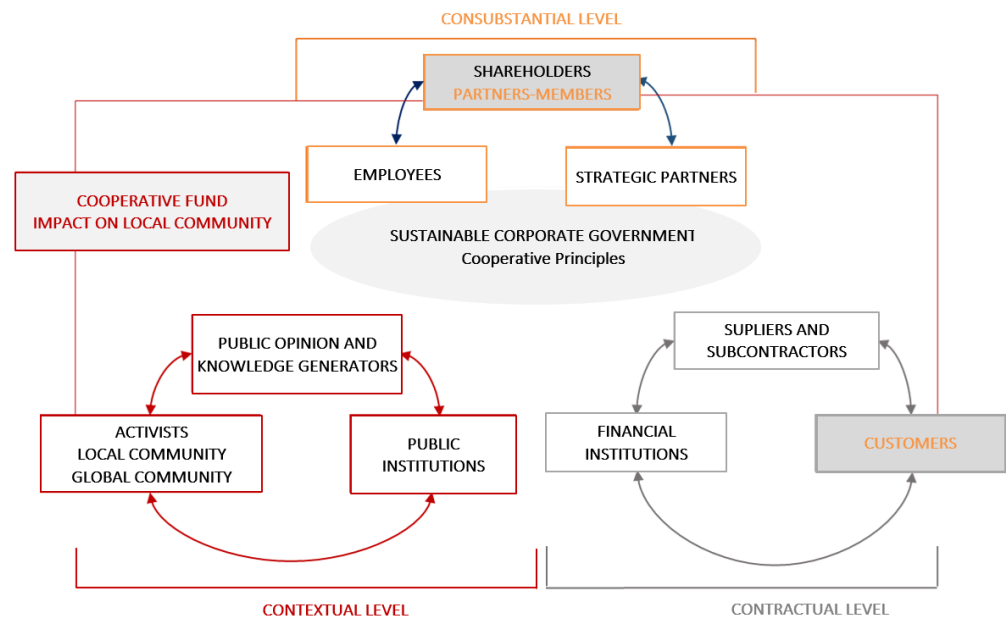 CONSUBSTANTIAL LEVEL
SHAREHOLDERS
PARTNERS-MEMBERS
EMPLOYEES
STRATEGIC PARTNERS
COOPERATIVE FUND
IMPACT ON LOCAL COMMUNITY
SUSTAINABLE CORPORATE GOVERNMENT
Cooperative Principles
PUBLIC OPINION AND
KNOWLEDGE GENERATORS
SUPLIERS AND
SUBCONTRACTORS
ACTIVISTS
LOCAL COMMUNITY
GLOBAL COMMUNITY
PUBLIC
INSTITUTIONS
FINANCIAL
INSTITUTIONS
CUSTOMERS
CONTEXTUAL LEVEL
CONTRACTUAL LEVEL